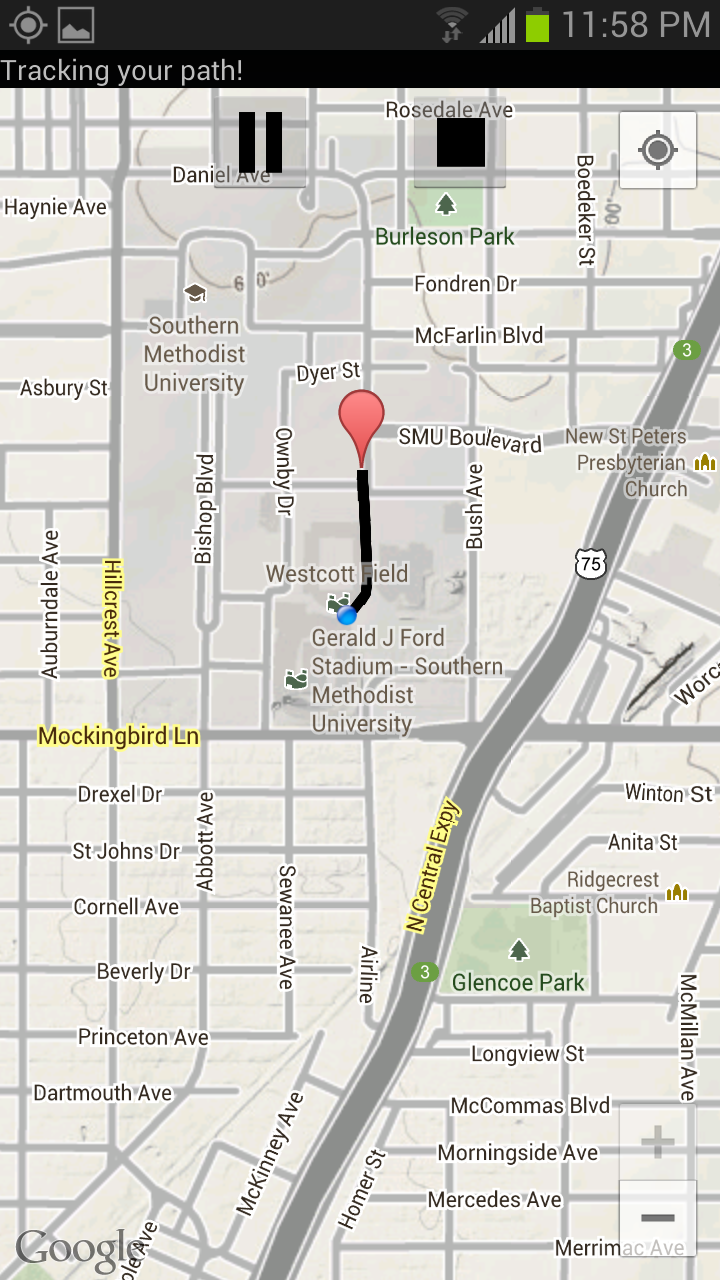 11:58 PM
Tracking your path!
Rosedale Ave
Daniel Ave
Boedeker St
Haynie Ave
Burleson Park
Fondren Dr
McFarlin Blvd
3
Southern
Methodist
University
Dyer St
Asbury St
SMU Boulevard
New St Peters
Presbyterian
Church
Ownby Dr
Bishop Blvd
Bush Ave
75
Auburndale Ave
Hillcrest Ave
Westcott Field
Gerald J Ford
Stadium - Southern
Methodist
University
Mockingbird Ln
Drexel Dr
Winton St
Abbott Ave
St Johns Dr
Anita St
N Central Expy
Sewanee Ave
Ridgecrest
Baptist Church
Cornell Ave
Airline
Beverly Dr
3
Glencoe Park
McMillan Ave
Princeton Ave
Longview St
Dartmouth Ave
McCommas Blvd
McKinney Ave
Morningside Ave
Homer St
Mercedes Ave
Google
Merrimac Ave